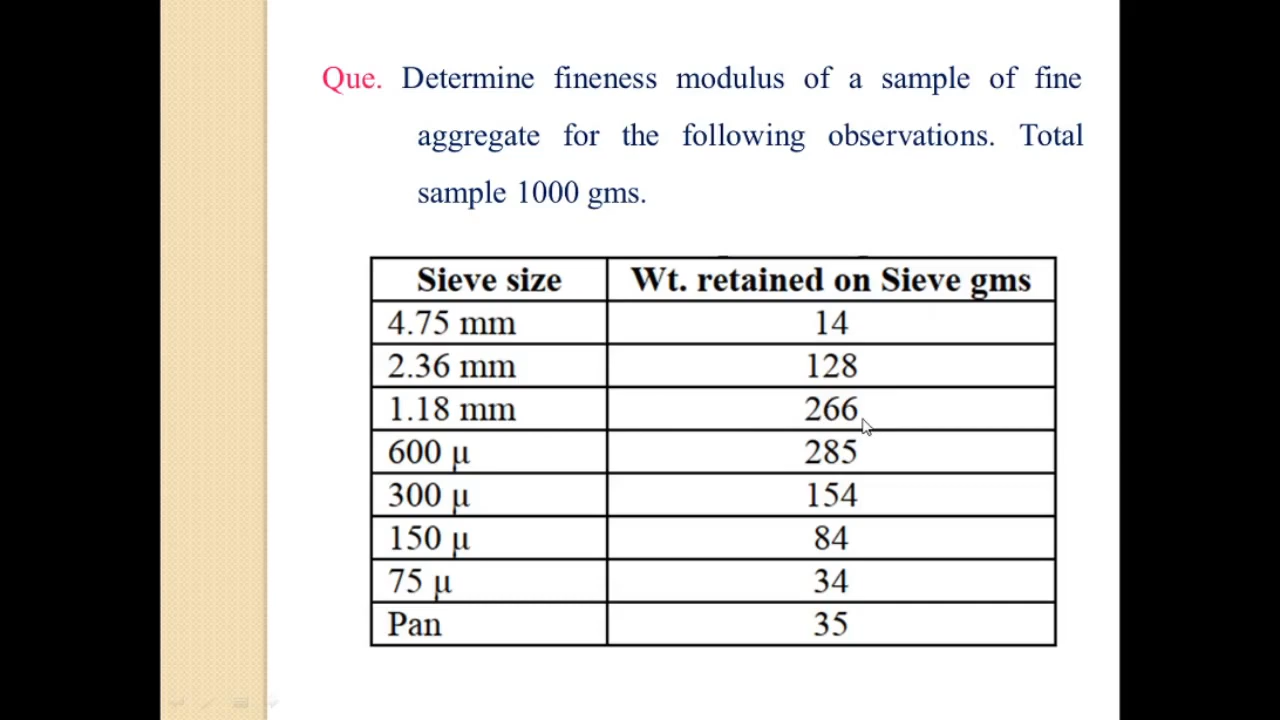 Que. Determine fineness modulus of a sample of fine
aggregate for the following observations. Total
sample 1000 gms.
Sieve size Wt. retained on Sieve gms
4.75 mm 14
2.36 mm 128
1.18 mm 266
600 μ 285
300 μ 154
150 μ 84
75 μ 34
Pan 35